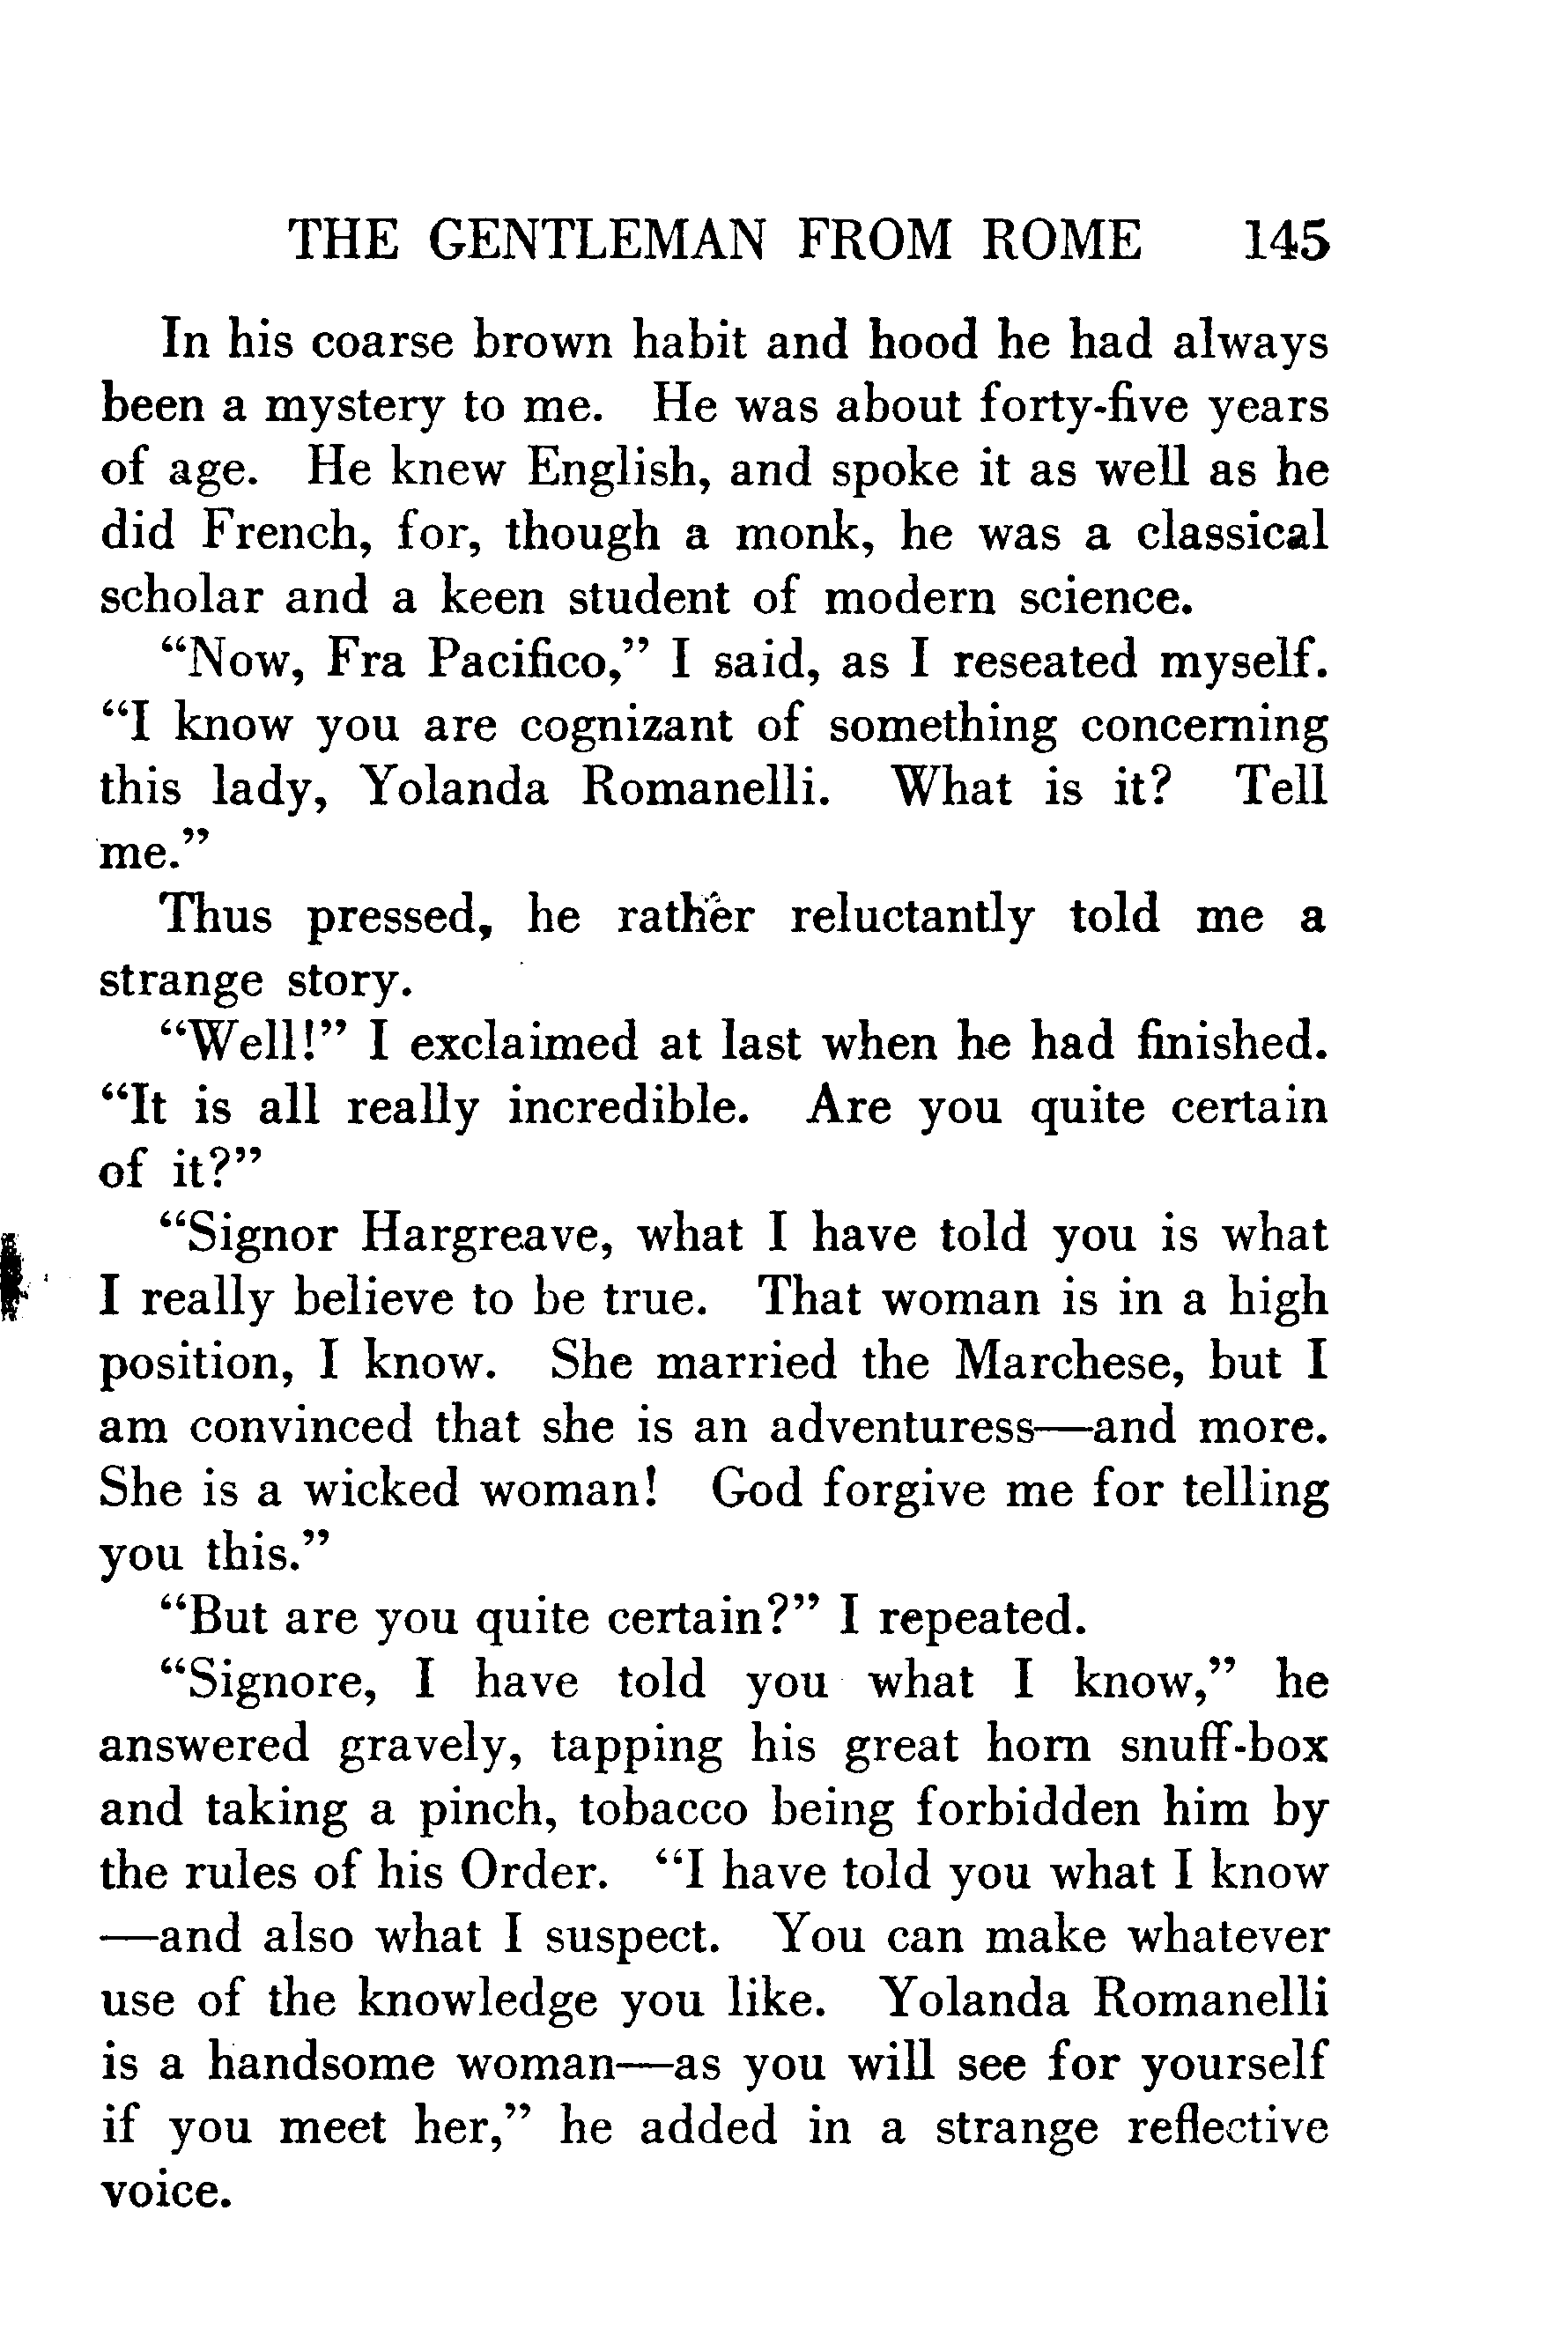 THE GENTLEMAN FROM ROME 145
In his coarse brown habit and hood he had always
been a mystery to me. He was about forty-five years
of age. He knew English, and spoke it as well as he
did French, for, though a monk, he was a classical
scholar and a keen student of modern science.
“Now, Fra Pacifico,” I said, as I reseated myself.
“I know you are cognizant of something concerning
this lady, Yolanda Romanelli. What is it? Tell
me.”
Thus pressed, he rather reluctantly told me a
strange story.
“Well!” I exclaimed at last when he had finished.
“It is all really incredible. Are you quite certain
of it?”
“Signor Hargreave, what I have told you is what
I really believe to be true. That woman is in a high
position, I know. She married the Marchese, but I
am convinced that she is an adventuress—and more.
She is a wicked woman! God forgive me for telling
you this.”
“But are you quite certain?” I repeated.
“Signore, I have told you what I know,” he
answered gravely, tapping his great horn snuff-box
and taking a pinch, tobacco being forbidden him by
the rules of his Order. “I have told you what I know
—and also what I suspect. You can make whatever
use of the knowledge you like. Yolanda Romanelli
is a handsome woman—as you will see for yourself
if you meet her,” he added in a strange reflective
voice.